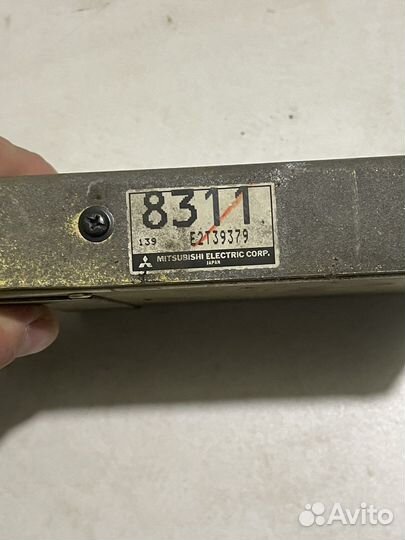 8311
139 E2T39379
MITSUBISHI ELECTRIC CORP.
JAPAN
Avito